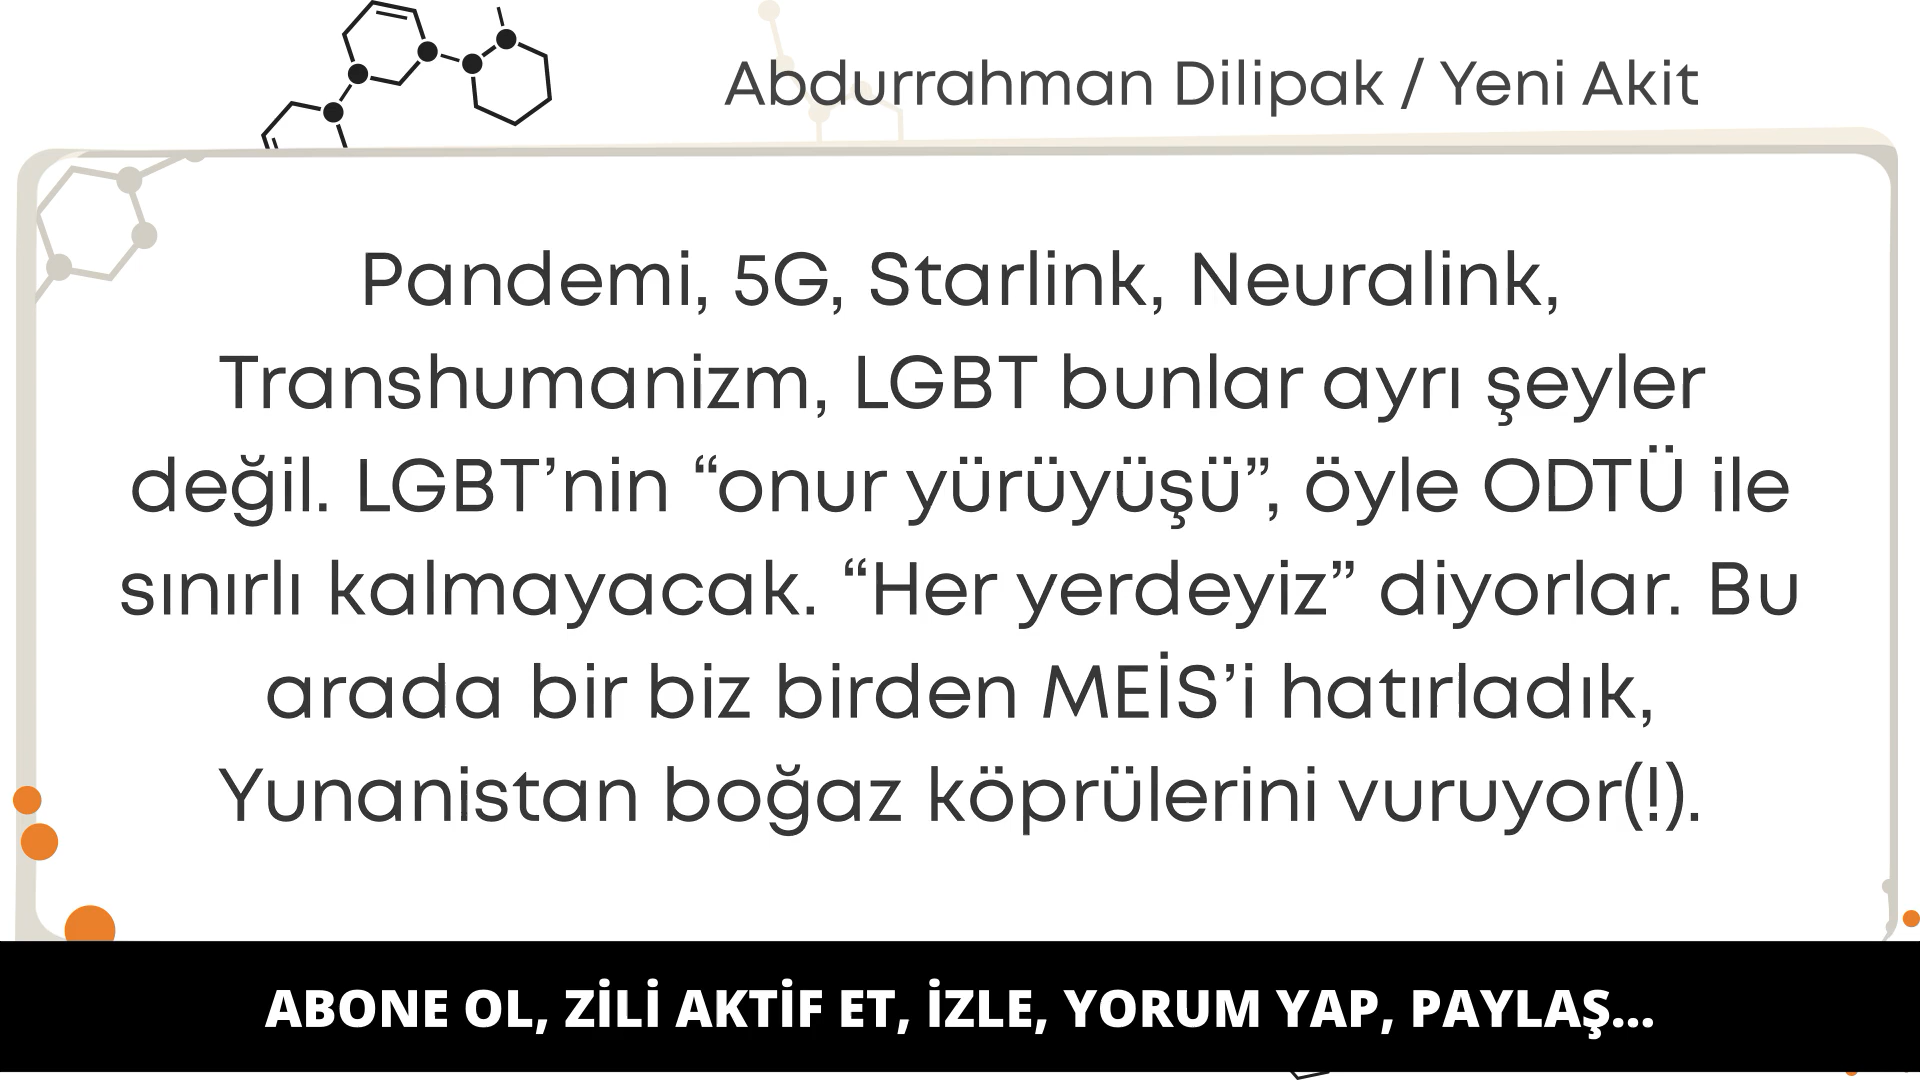 Abdurrahman Dilipak / Yeni Akit
Pandemi, 5G, Starlink, Neuralink,
Transhumanizm, LGBT bunlar ayrı şeyler
değil. LGBT’nin “onur yürüyüşü”, öyle ODTÜ ile
sınırlı kalmayacak. “Her yerdeyiz” diyorlar. Bu
arada bir biz birden MEİS’i hatırladık,
Yunanistan boğaz köprülerini vuruyor(!).
ABONE OL, ZİLİ AKTİF ET, İZLE, YORUM YAP, PAYLAŞ...